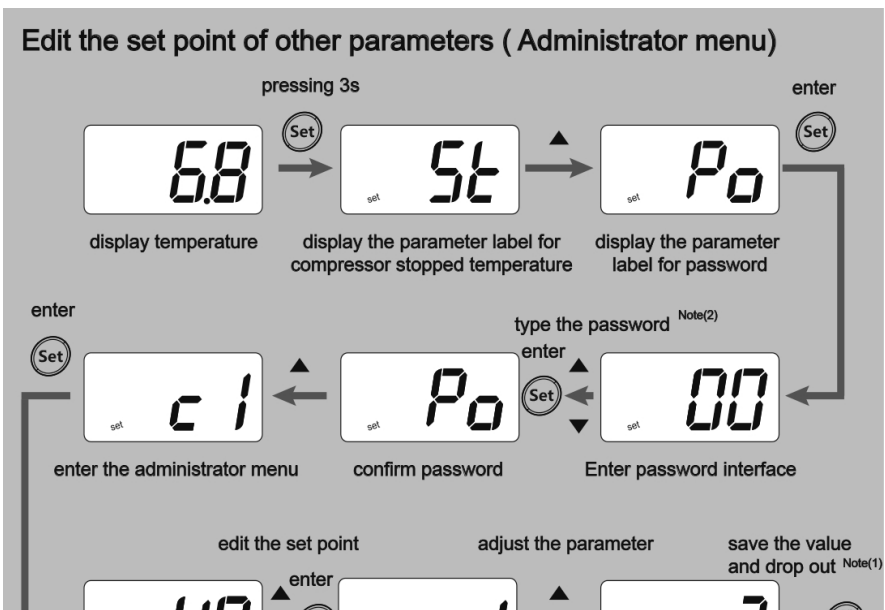 Edit the set point of other parameters ( Administrator menu)
pressing 3s
enter
Set
Set
6.8
set St
set Po
display temperature
display the parameter label for
compressor stopped temperature
display the parameter
label for password
enter
type the password Note(2)
enter
Set
Set
set c1
set Po
set 00
enter the administrator menu
confirm password
Enter password interface
edit the set point
adjust the parameter
save the value
and drop out Note(1)
enter